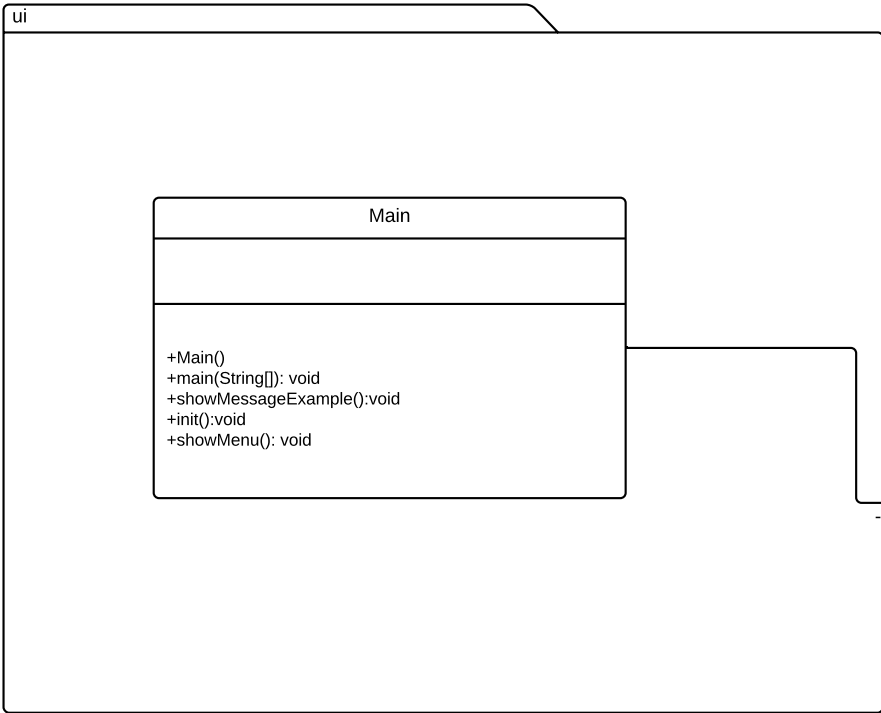 ui
Main
+Main()
+main(String[]): void
+showMessageExample():void
+init():void
+showMenu(): void
-